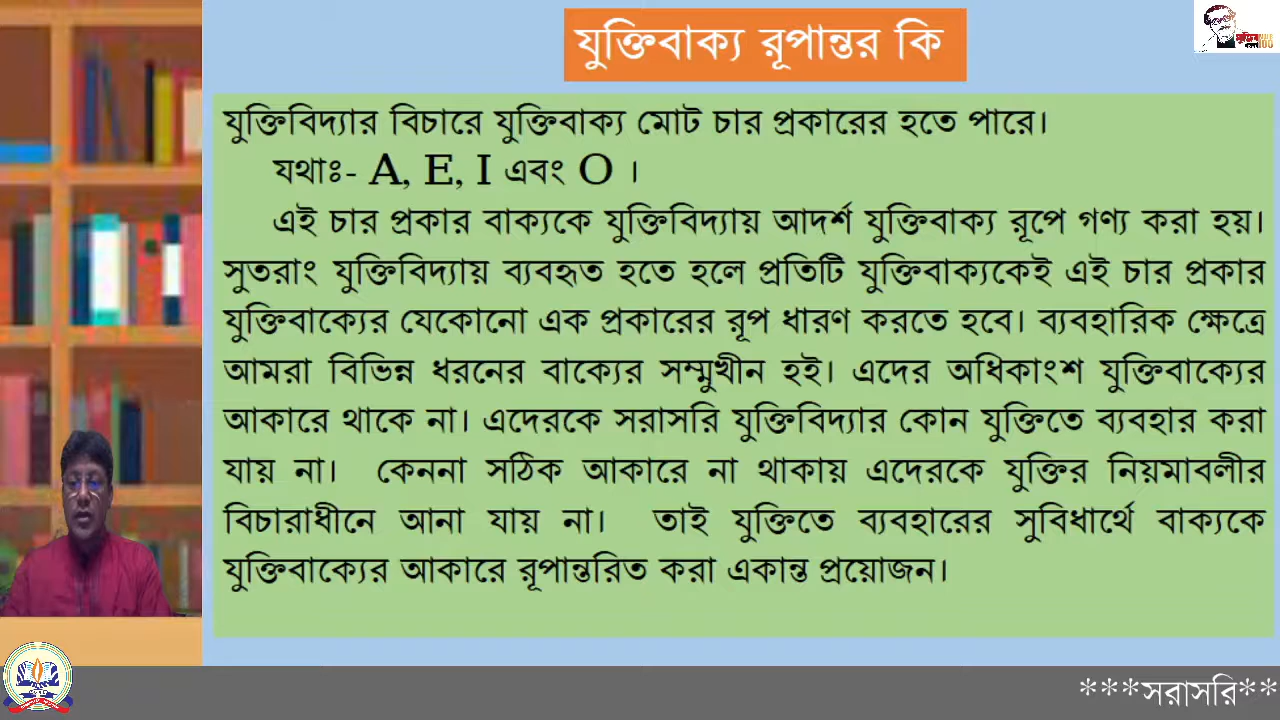 যুক্তিবাক্য রূপান্তর কি
যুক্তিবিদ্যার বিচারে যুক্তিবাক্য মোট চার প্রকারের হতে পারে।
যথাঃ- A, E, I এবং O ।
এই চার প্রকার বাক্যকে যুক্তিবিদ্যায় আদর্শ যুক্তিবাক্য রূপে গণ্য করা হয়।
সুতরাং যুক্তিবিদ্যায় ব্যবহৃত হতে হলে প্রতিটি যুক্তিবাক্যকেই এই চার প্রকার
যুক্তিবাক্যের যেকোনো এক প্রকারের রূপ ধারণ করতে হবে। ব্যবহারিক ক্ষেত্রে
আমরা বিভিন্ন ধরনের বাক্যের সম্মুখীন হই। এদের অধিকাংশ যুক্তিবাক্যের
আকারে থাকে না। এদেরকে সরাসরি যুক্তিবিদ্যার কোন যুক্তিতে ব্যবহার করা
যায় না। কেননা সঠিক আকারে না থাকায় এদেরকে যুক্তির নিয়মাবলীর
বিচারাধীনে আনা যায় না। তাই যুক্তিতে ব্যবহারের সুবিধার্থে বাক্যকে
যুক্তিবাক্যের আকারে রূপান্তরিত করা একান্ত প্রয়োজন।
***সরাসরি**